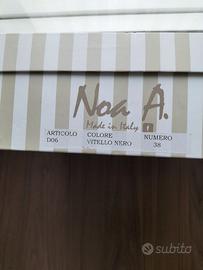 Noa A.
Made in Italy f
ARTICOLO COLORE NUMERO
D06 VITELLO NERO 38
subito